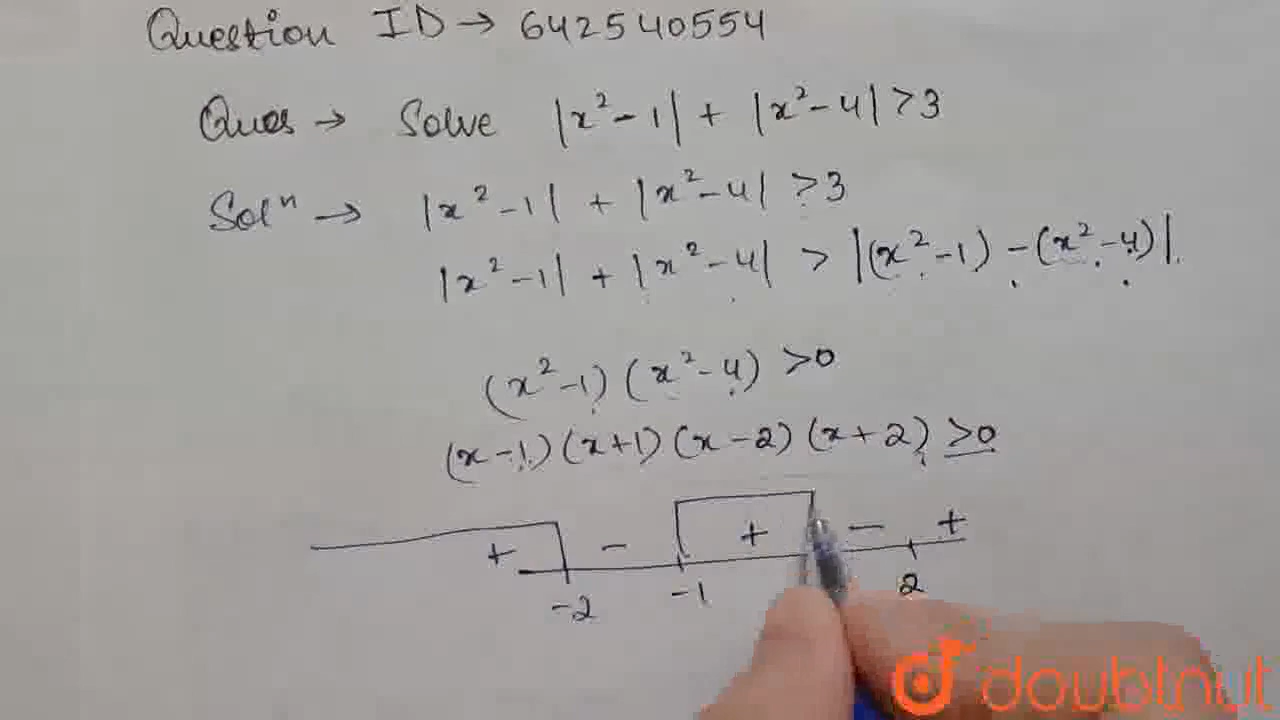 Question ID → 642540554
Ques → Solve |x² - 1| + |x² - 4| > 3
Solⁿ → |x² - 1| + |x² - 4| > 3
|x² - 1| + |x² - 4| > |(x² - 1) - (x² - 4)|
(x² - 1) (x² - 4) > 0
(x - 1) (x + 1) (x - 2) (x + 2) > 0
+ - + - +
-2 -1 2
doubtnut